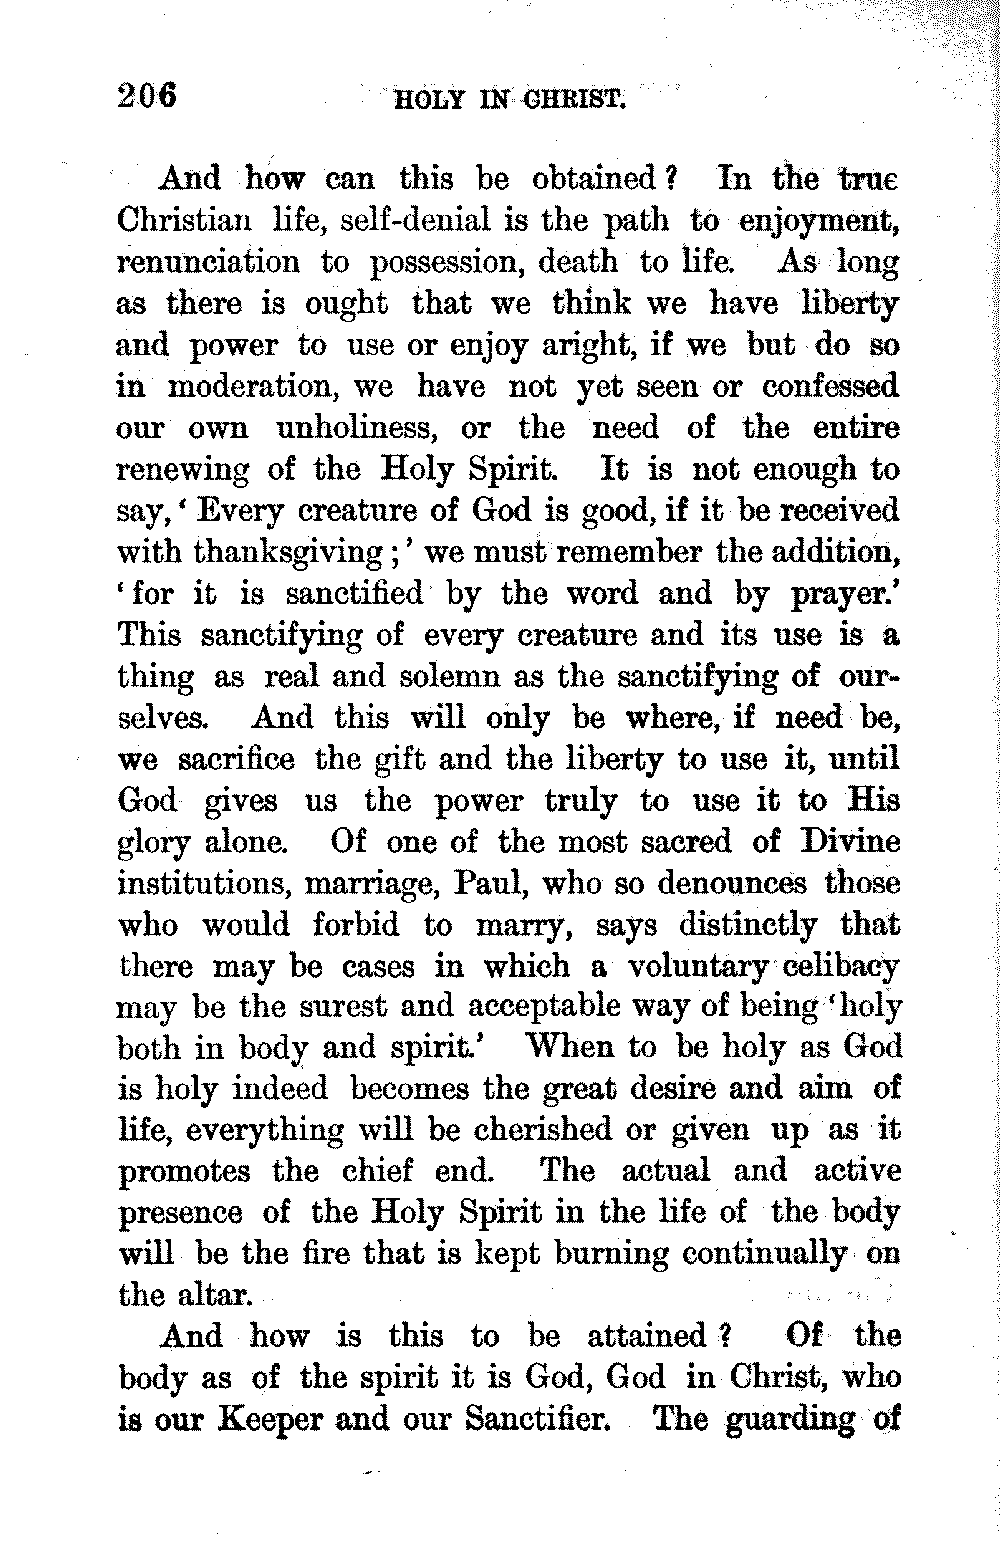 206 HOLY IN CHRIST.
And how can this be obtained? In the true
Christian life, self-denial is the path to enjoyment,
renunciation to possession, death to life. As long
as there is ought that we think we have liberty
and power to use or enjoy aright, if we but do so
in moderation, we have not yet seen or confessed
our own unholiness, or the need of the entire
renewing of the Holy Spirit. It is not enough to
say, ‘Every creature of God is good, if it be received
with thanksgiving;’ we must remember the addition,
‘for it is sanctified by the word and by prayer.’
This sanctifying of every creature and its use is a
thing as real and solemn as the sanctifying of our-
selves. And this will only be where, if need be,
we sacrifice the gift and the liberty to use it, until
God gives us the power truly to use it to His
glory alone. Of one of the most sacred of Divine
institutions, marriage, Paul, who so denounces those
who would forbid to marry, says distinctly that
there may be cases in which a voluntary celibacy
may be the surest and acceptable way of being ‘holy
both in body and spirit.’ When to be holy as God
is holy indeed becomes the great desire and aim of
life, everything will be cherished or given up as it
promotes the chief end. The actual and active
presence of the Holy Spirit in the life of the body
will be the fire that is kept burning continually on
the altar.
And how is this to be attained? Of the
body as of the spirit it is God, God in Christ, who
is our Keeper and our Sanctifier. The guarding of